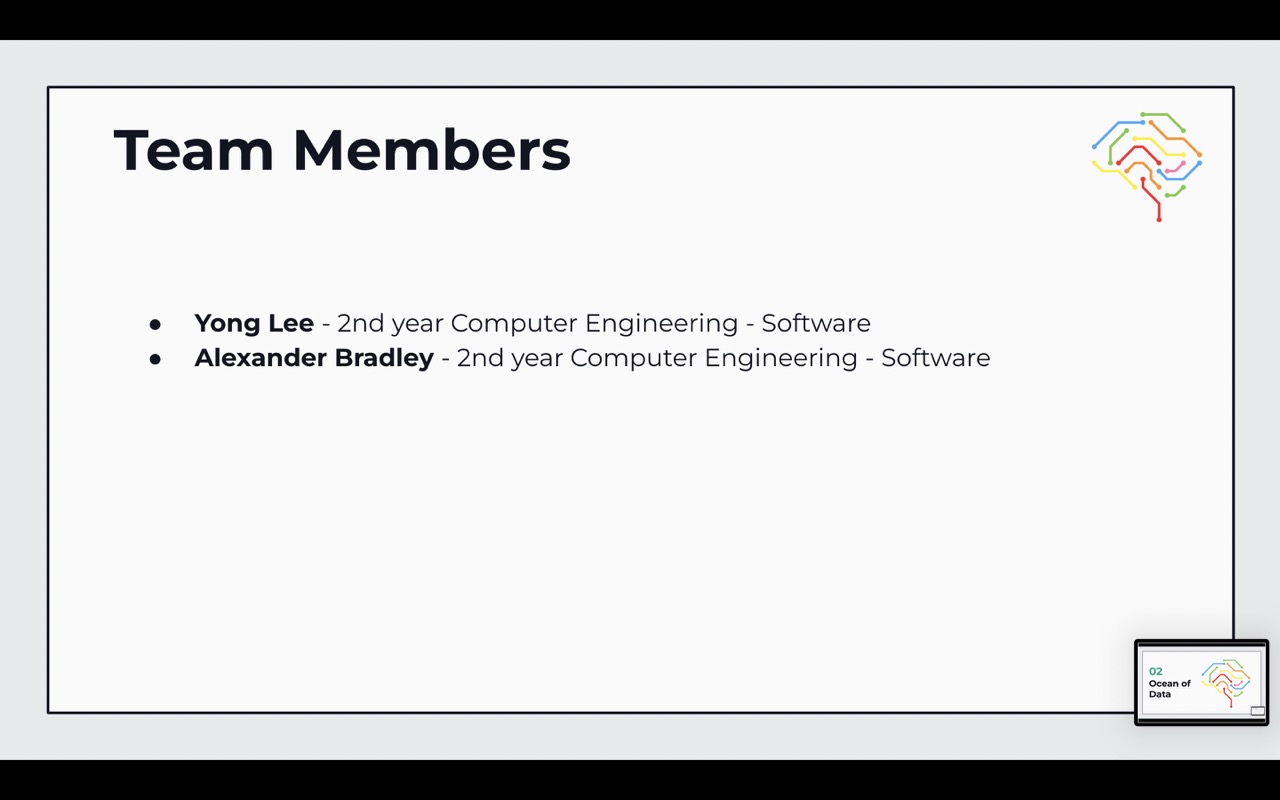 Team Members
● Yong Lee - 2nd year Computer Engineering - Software
● Alexander Bradley - 2nd year Computer Engineering - Software
02
Ocean of
Data